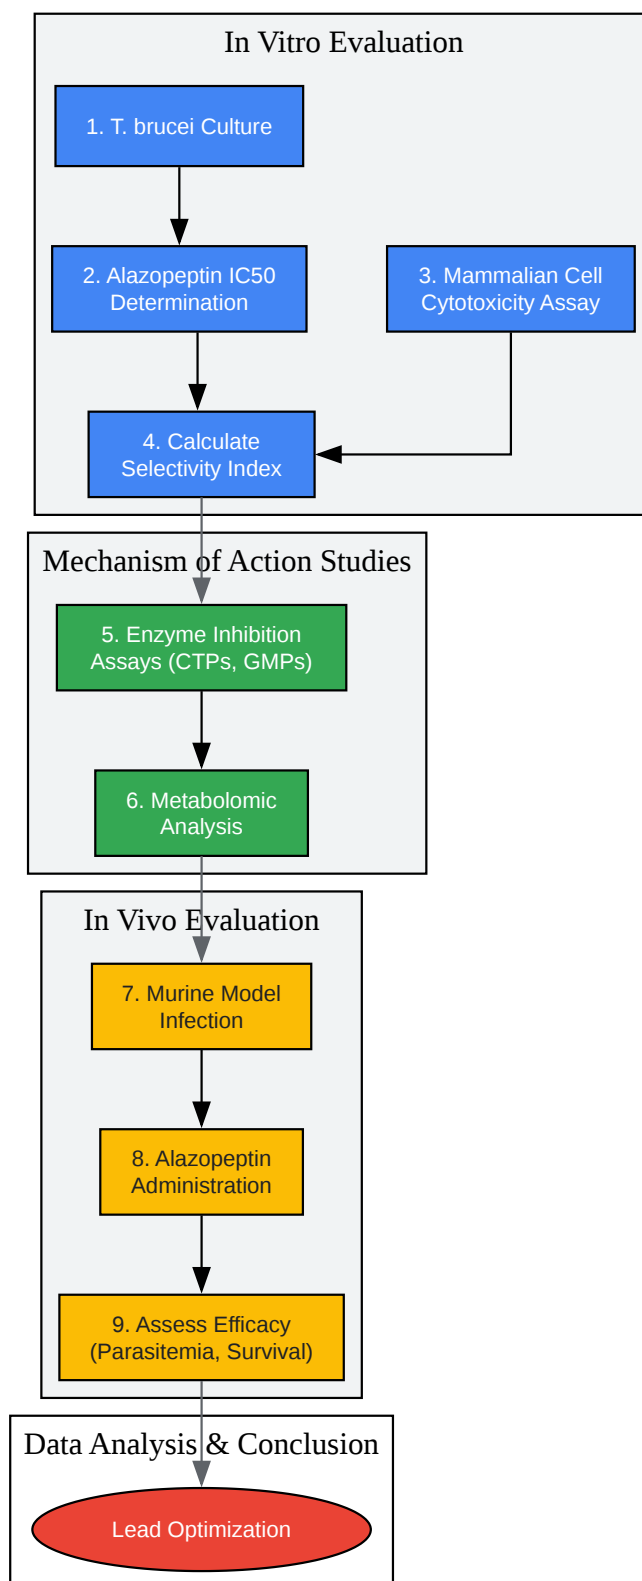 In Vitro Evaluation
1. T. brucei Culture
2. Alazopeptin IC50
Determination
3. Mammalian Cell
Cytotoxicity Assay
4. Calculate
Selectivity Index
Mechanism of Action Studies
5. Enzyme Inhibition
Assays (CTPs, GMPs)
6. Metabolomic
Analysis
In Vivo Evaluation
7. Murine Model
Infection
8. Alazopeptin
Administration
9. Assess Efficacy
(Parasitemia, Survival)
Data Analysis & Conclusion
Lead Optimization